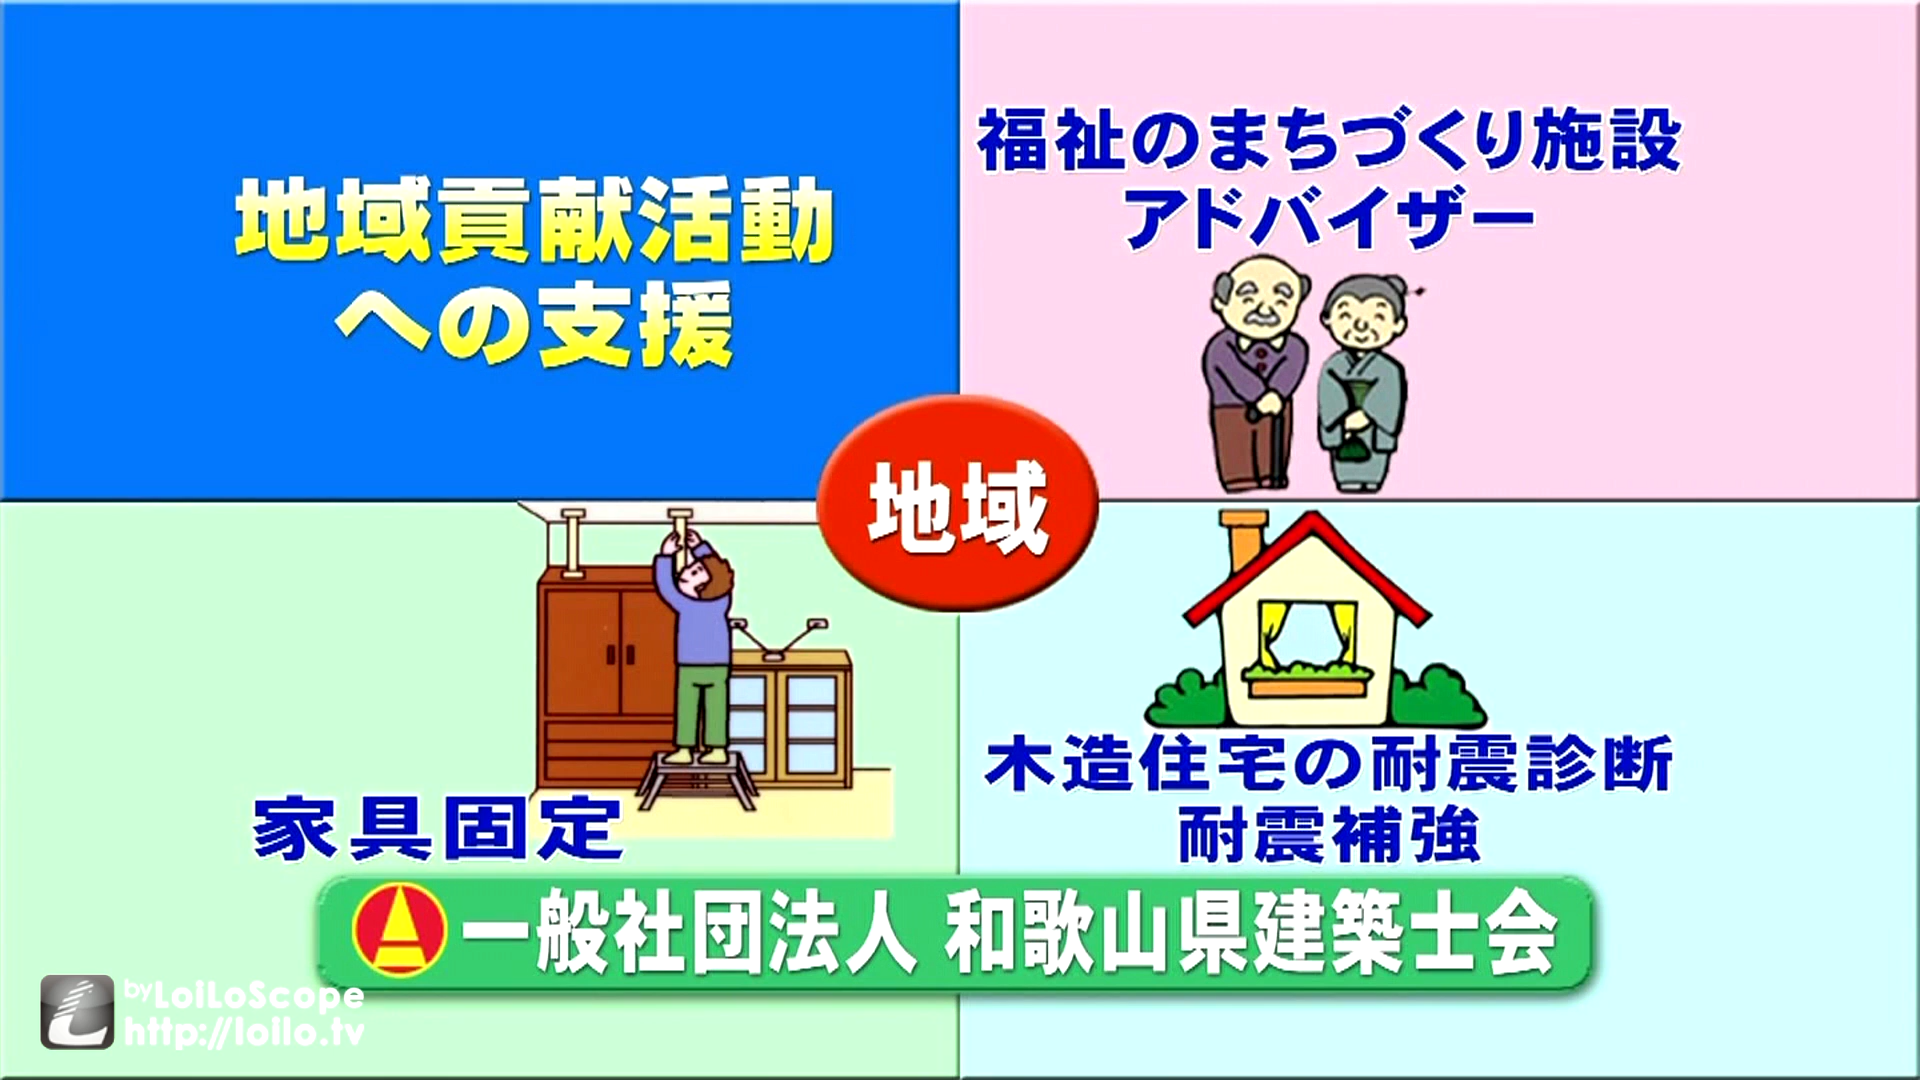 地域貢献活動
への支援
福祉のまちづくり施設
アドバイザー
地域
家具固定
木造住宅の耐震診断
耐震補強
A 一般社団法人 和歌山県建築士会
by LoiLoScope
http://loilo.tv